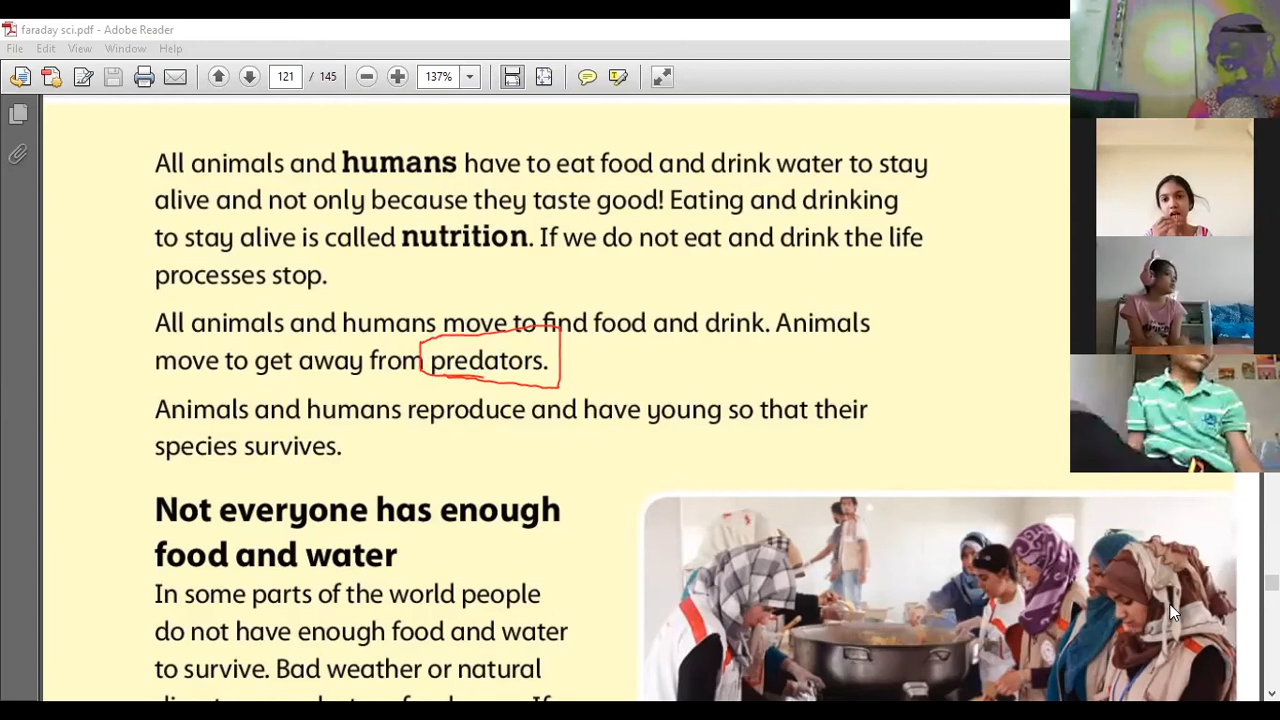 faraday sci.pdf - Adobe Reader
File Edit View Window Help
121 / 145 137%
All animals and humans have to eat food and drink water to stay
alive and not only because they taste good! Eating and drinking
to stay alive is called nutrition. If we do not eat and drink the life
processes stop.
All animals and humans move to find food and drink. Animals
move to get away from predators.
Animals and humans reproduce and have young so that their
species survives.
Not everyone has enough
food and water
In some parts of the world people
do not have enough food and water
to survive. Bad weather or natural